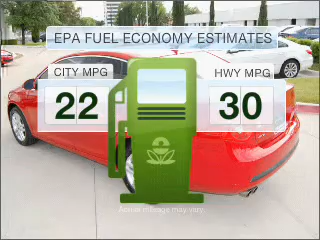 EPA FUEL ECONOMY ESTIMATES
CITY MPG
HWY MPG
22
30
Actual mileage may vary.